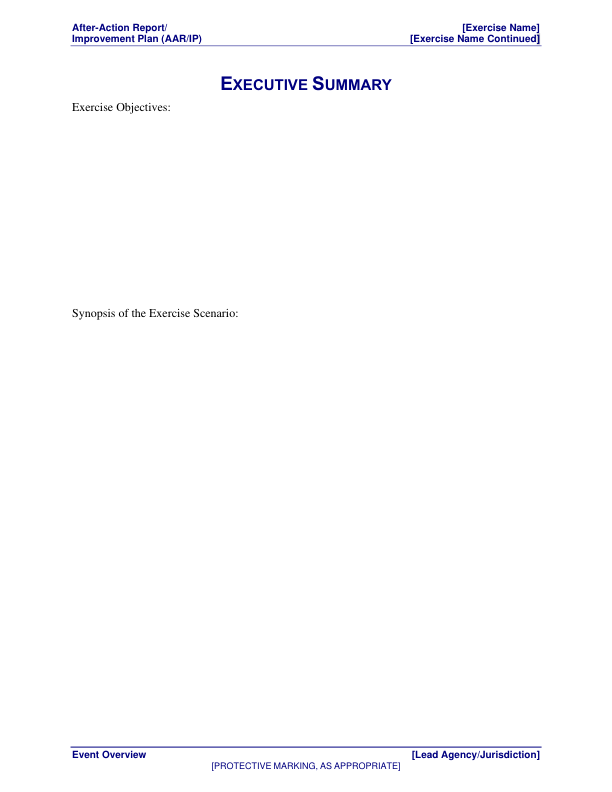 After-Action Report/ [Exercise Name]
Improvement Plan (AAR/IP) [Exercise Name Continued]
EXECUTIVE SUMMARY
Exercise Objectives:
Synopsis of the Exercise Scenario:
Event Overview [Lead Agency/Jurisdiction]
[PROTECTIVE MARKING, AS APPROPRIATE]